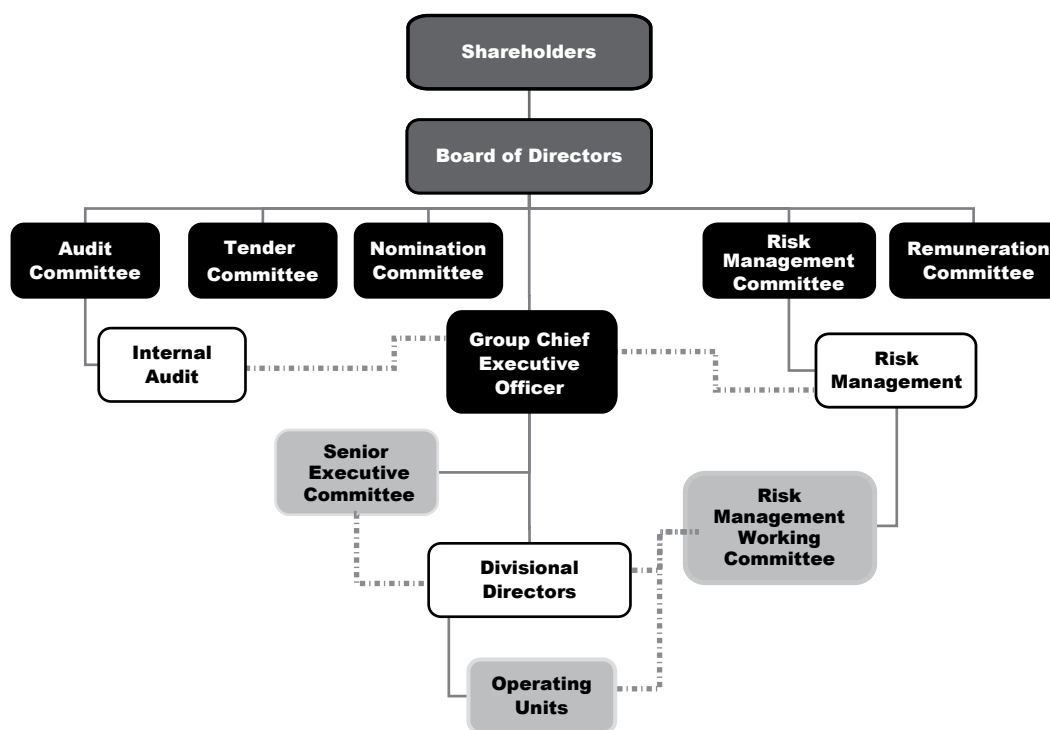 Shareholders
Board of Directors
Audit
Committee
Tender
Committee
Nomination
Committee
Risk
Management
Committee
Remuneration
Committee
Internal
Audit
Group Chief
Executive
Officer
Risk
Management
Senior
Executive
Committee
Risk
Management
Working
Committee
Divisional
Directors
Operating
Units